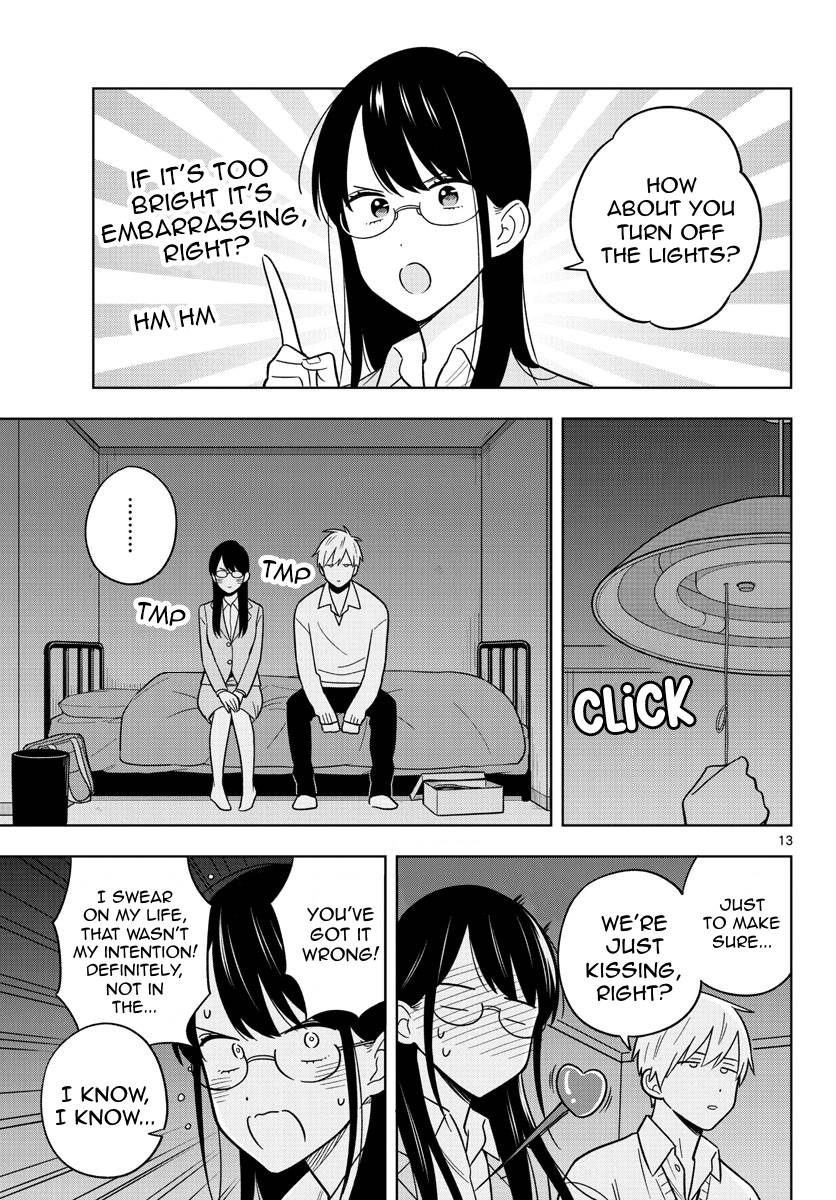 HOW
ABOUT YOU
TURN OFF
THE LIGHTS?
IF IT'S TOO
BRIGHT IT'S
EMBARRASSING,
RIGHT?
HM HM
CLICK
.........
TMP
TMP
13
JUST
TO MAKE
SURE...
WE'RE
JUST
KISSING,
RIGHT?
YOU'VE
GOT IT
WRONG!
I SWEAR
ON MY LIFE,
THAT WASN'T
MY INTENTION!
DEFINITELY,
NOT IN
THE...
I KNOW,
I KNOW...